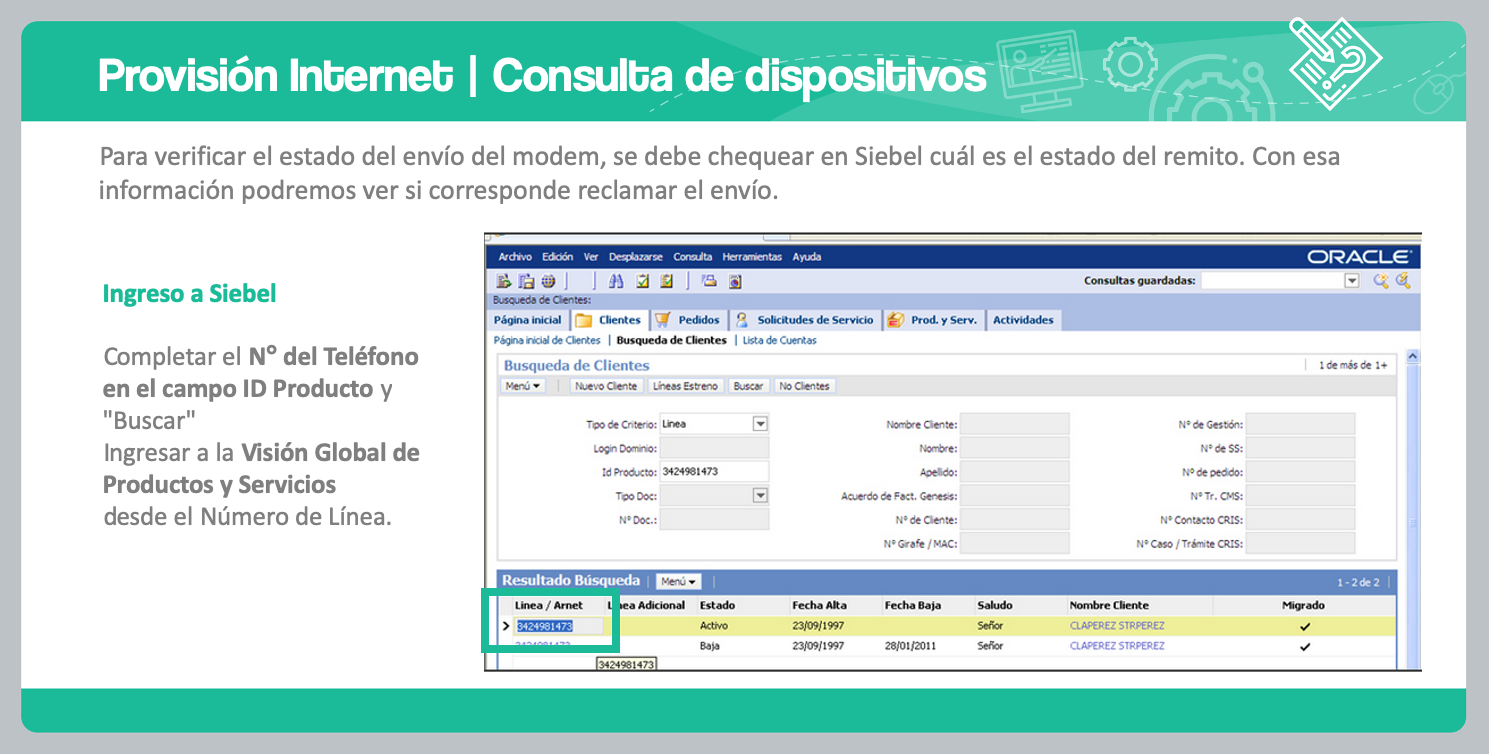 Provisión Internet | Consulta de dispositivos
Para verificar el estado del envío del modem, se debe chequear en Siebel cuál es el estado del remito. Con esa
información podremos ver si corresponde reclamar el envío.
Ingreso a Siebel
Completar el N° del Teléfono
en el campo ID Producto y
"Buscar"
Ingresar a la Visión Global de
Productos y Servicios
desde el Número de Línea.
Archivo Edición Ver Desplazarse Consulta Herramientas Ayuda ORACLE
Consultas guardadas:
Busqueda de Clientes:
Página inicial Clientes Pedidos Solicitudes de Servicio Prod. y Serv. Actividades
Página inicial de Clientes | Busqueda de Clientes | Lista de Cuentas
Busqueda de Clientes 1 de más de 1+
Menú Nuevo Cliente Líneas Estreno Buscar No Clientes
Tipo de Criterio: Linea Nombre Cliente: Nº de Gestión:
Login Dominio: Nombre: Nº de SS:
Id Producto: 3424981473 Apellido: Nº de pedido:
Tipo Doc: Acuerdo de Fact. Genesis: Nº Tr. CMS:
Nº Doc.: Nº de Cliente: Nº Contacto CRIS:
Nº Girafe / MAC: Nº Caso / Trámite CRIS:
Resultado Búsqueda Menú 1 - 2 de 2
Linea / Arnet Adicional Estado Fecha Alta Fecha Baja Saludo Nombre Cliente Migrado
3424981473 Activo 23/09/1997 Señor CLAPEREZ STRPEREZ
3424981473 Baja 23/09/1997 28/01/2011 Señor CLAPEREZ STRPEREZ
3424981473